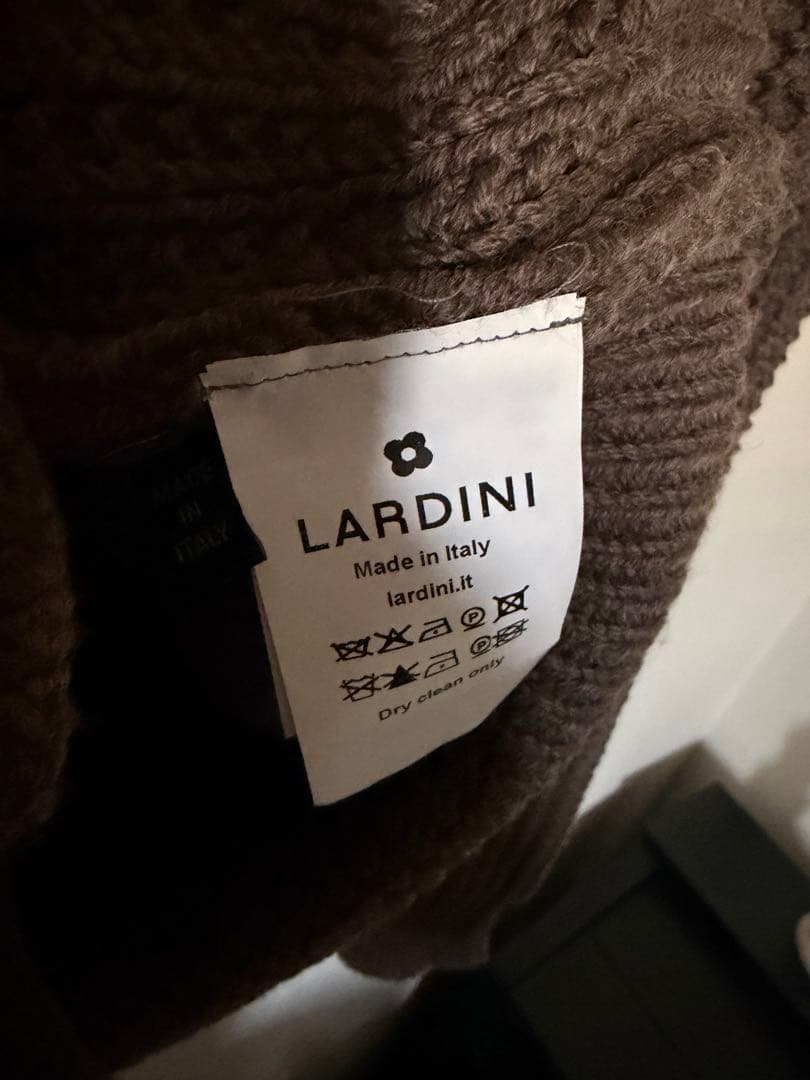 LARDINI
Made in Italy
lardini.it
P
P
Dry clean only
MADE
IN
ITALY